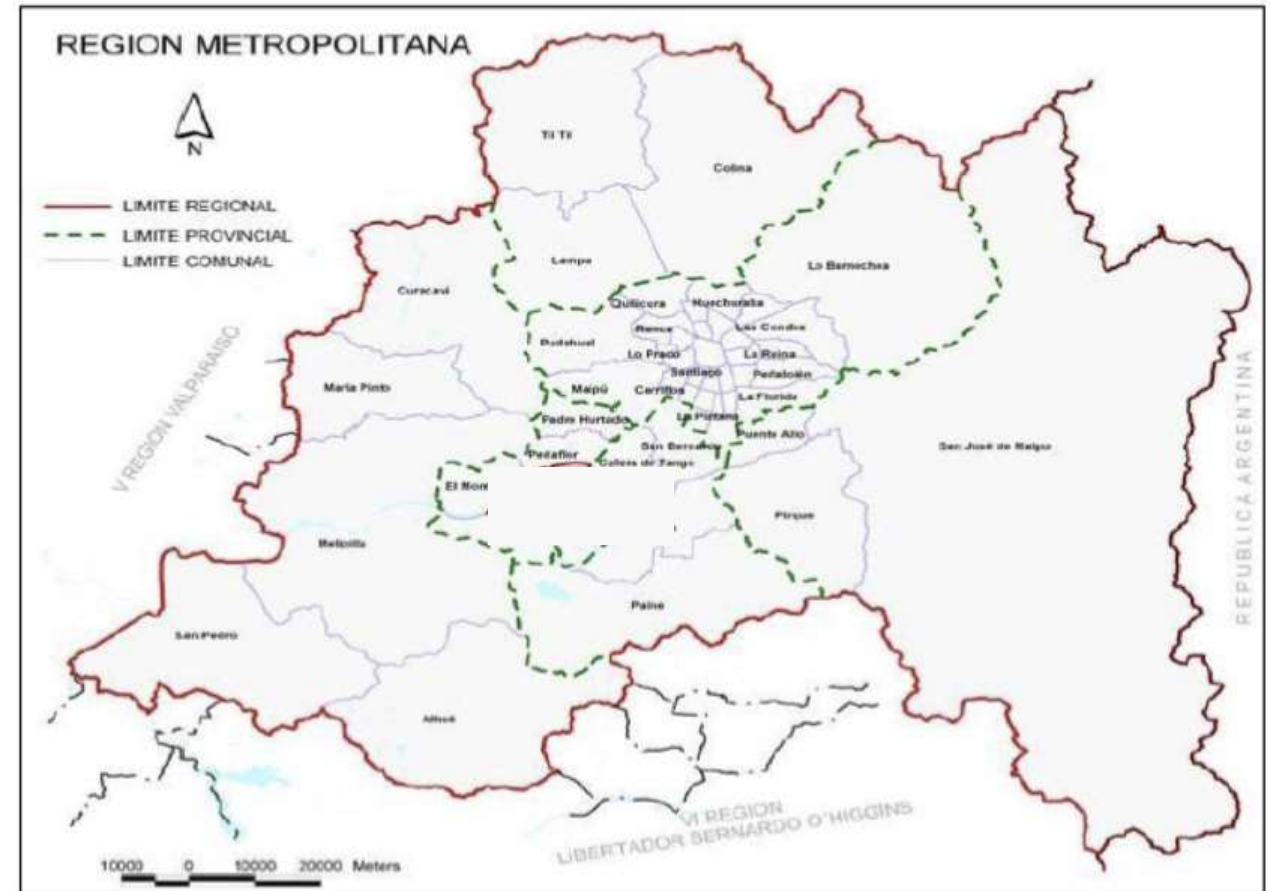 REGION METROPOLITANA
N
LIMITE REGIONAL
LIMITE PROVINCIAL
LIMITE COMUNAL
Til Til
Colina
Lampa
Lo Barnechea
Curacavi
Quilicura
Huechuraba
Renca
Las Condes
Pudahuel
Lo Prado
La Reina
Santiago
Peñalolén
Maria Pinto
Maipú
Cerrillos
La Florida
Padre Hurtado
La Pintana
Puente Alto
San Bernardo
San José de Maipo
Peñaflor
Calera de Tango
El Mon
Pirque
Melipilla
Paine
San Pedro
Alhué
V REGION VALPARAISO
REPUBLICA ARGENTINA
VI REGION
LIBERTADOR BERNARDO O'HIGGINS
10000 0 10000 20000 Meters